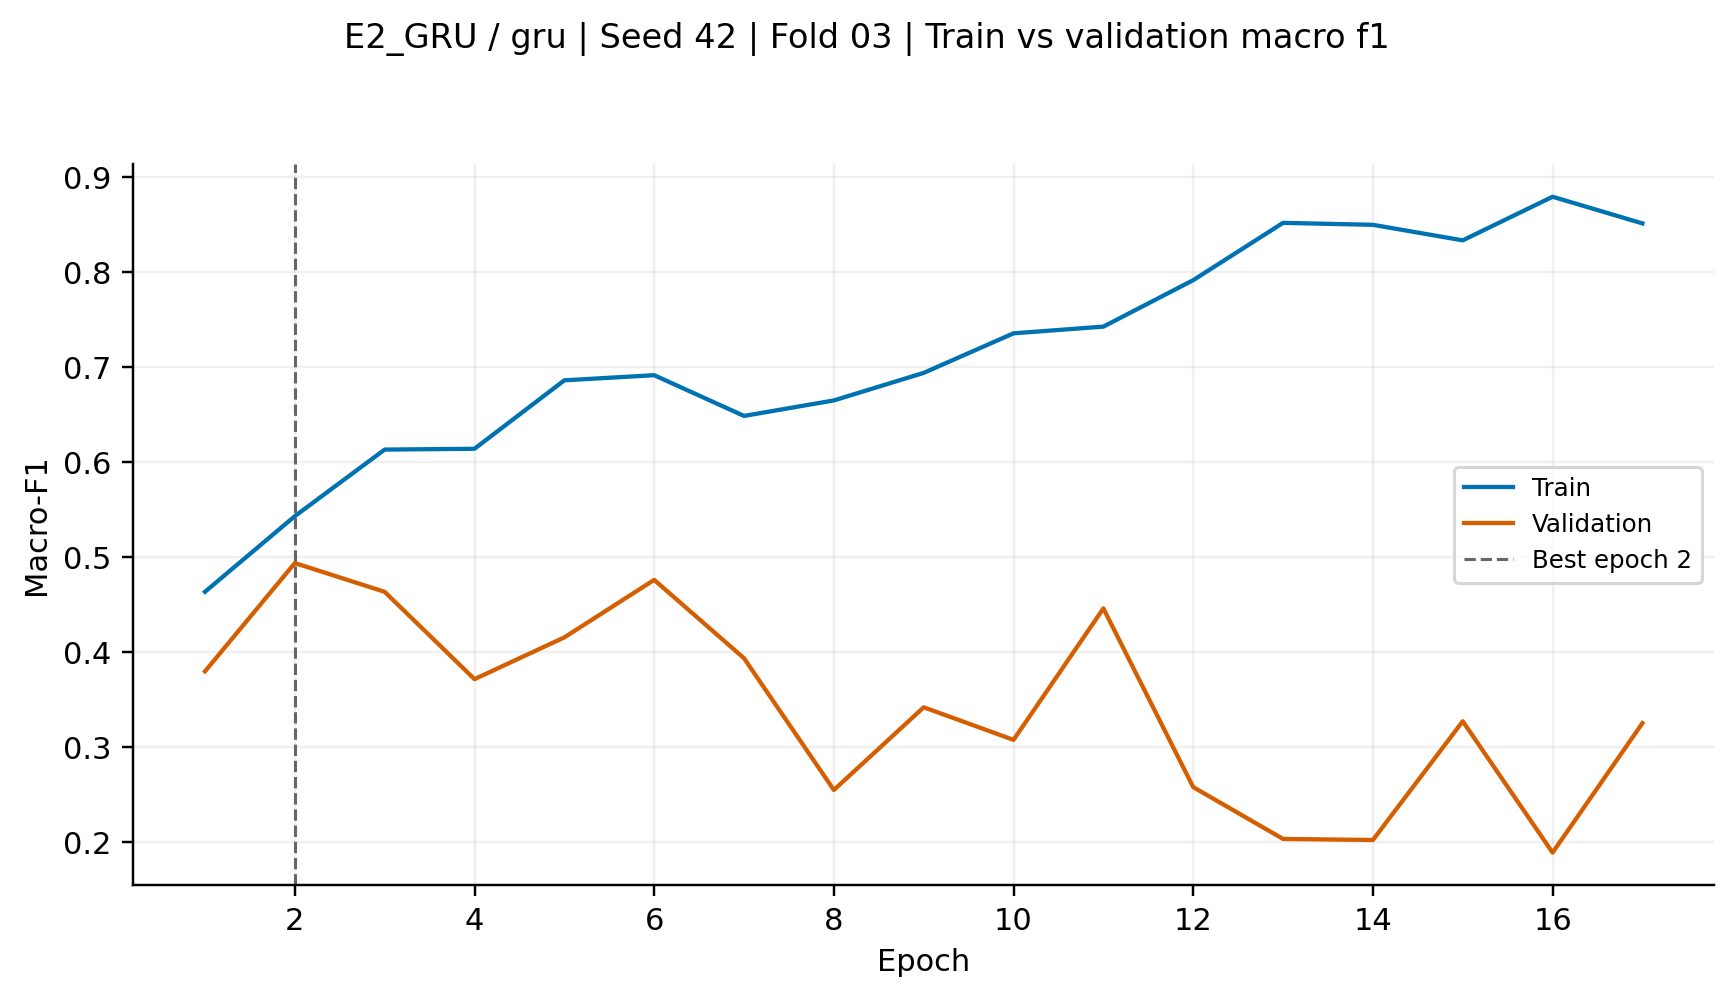 E2_GRU / gru | Seed 42 | Fold 03 | Train vs validation macro f1
0.9
0.8
0.7
0.6
0.5
0.4
0.3
0.2
Macro-F1
Train
Validation
Best epoch 2
2 4 6 8 10 12 14 16
Epoch